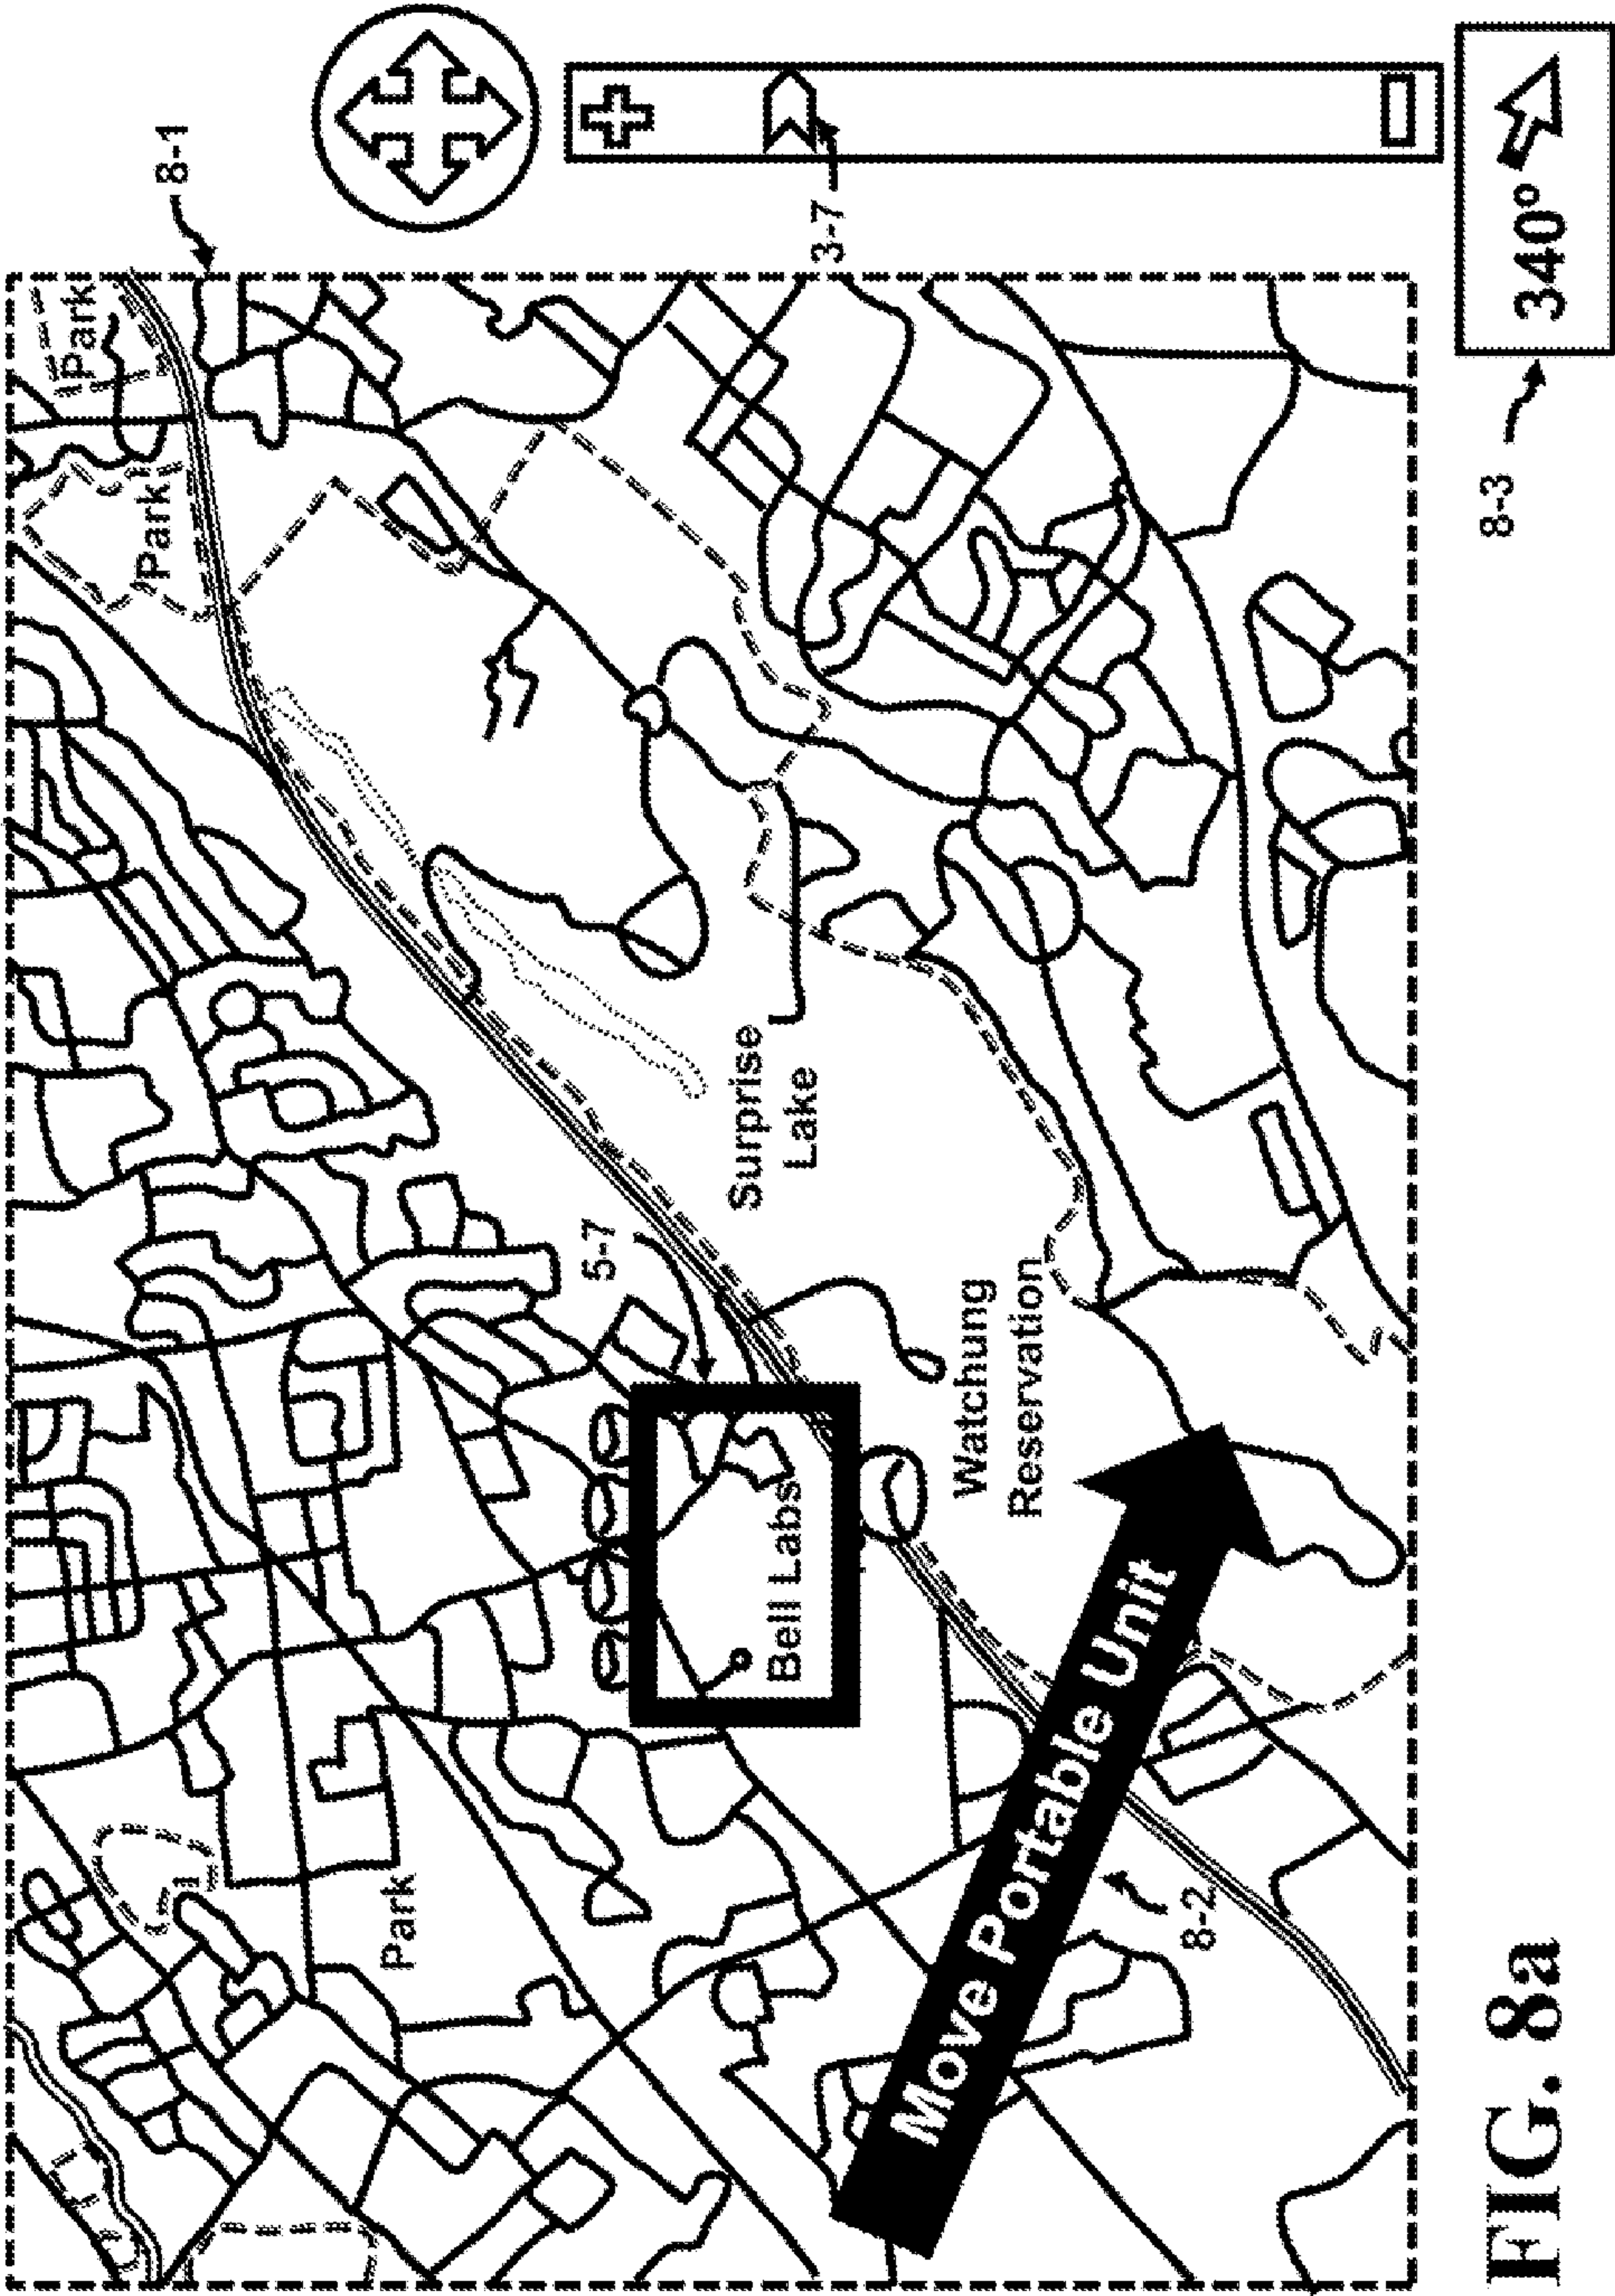 Park
Park
8-1
3-7
340°
8-3
Surprise
Lake
5-7
Bell Labs
Watchung
Reservation
Park
Move Portable Unit
8-2
FIG. 8a